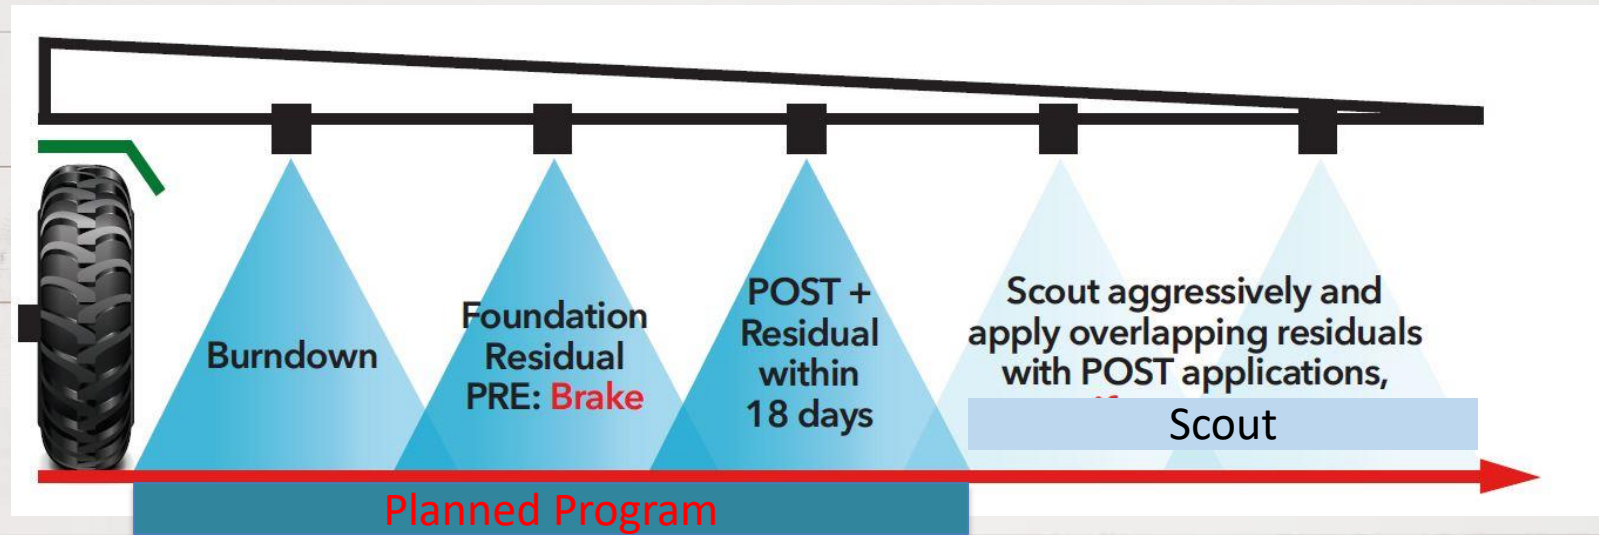 Burndown
Foundation
Residual
PRE: Brake
POST +
Residual
within
18 days
Scout aggressively and
apply overlapping residuals
with POST applications,
Scout
Planned Program